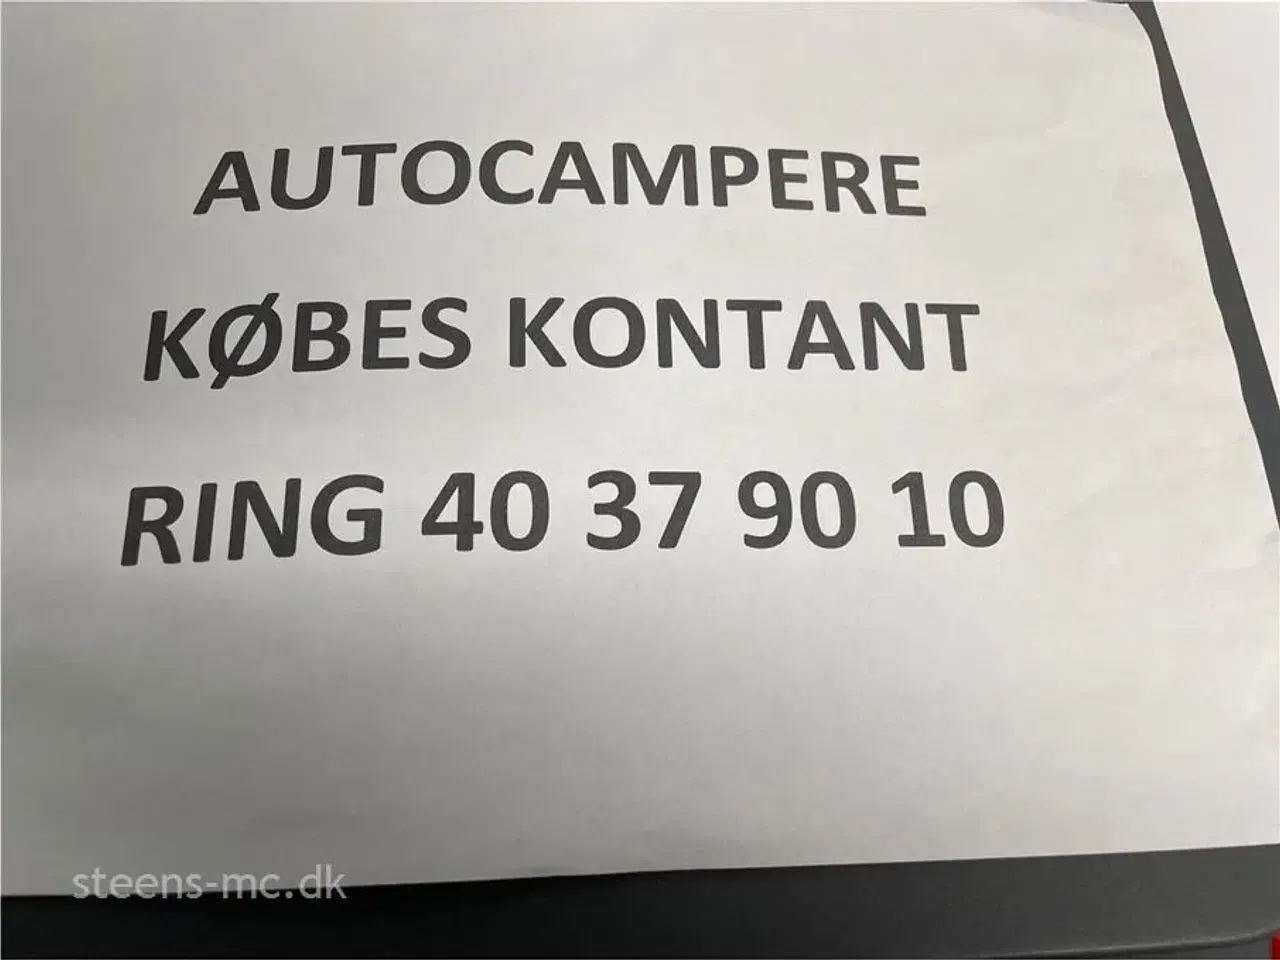 AUTOCAMPERE
KØBES KONTANT
RING 40 37 90 10
steens-mc.dk